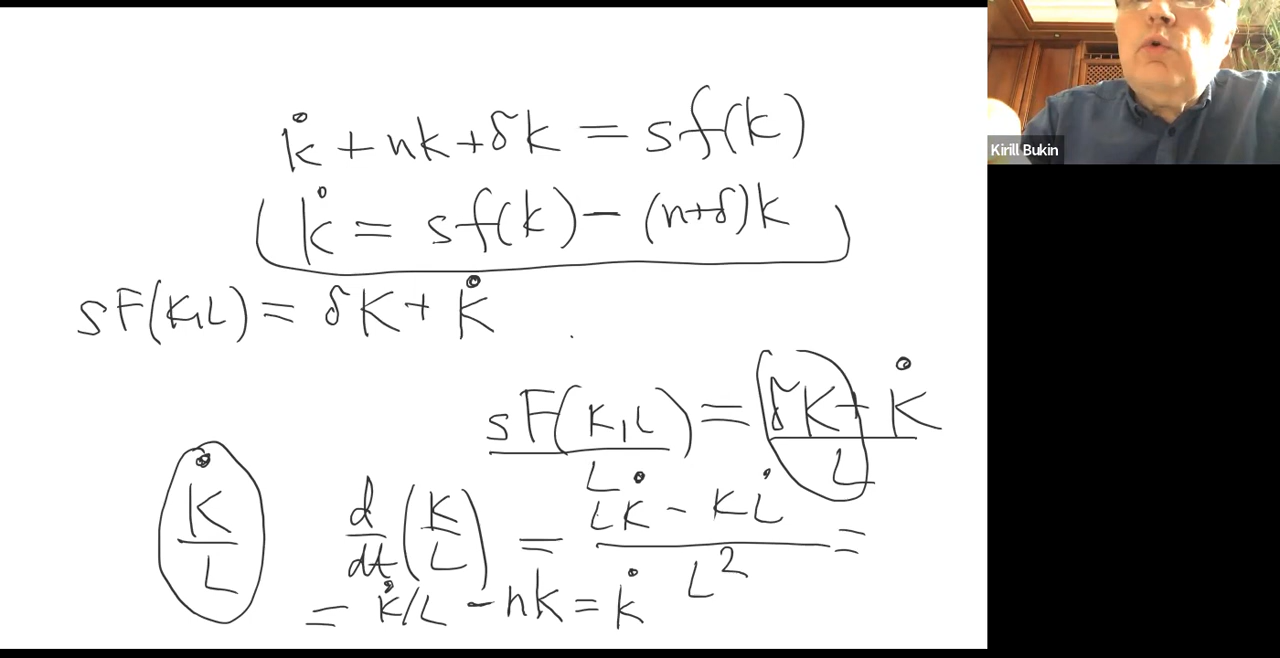 k̇ + nk + δk = sf(k)
k̇ = sf(k) − (n+δ)k
sF(K,L) = δK + K̇
sF(K,L)/L = (δK + K̇)/L
K̇/L
d/dt (K/L) = (LK̇ − KL̇)/L² =
= K̇/L − nk = k̇
Kirill Bukin